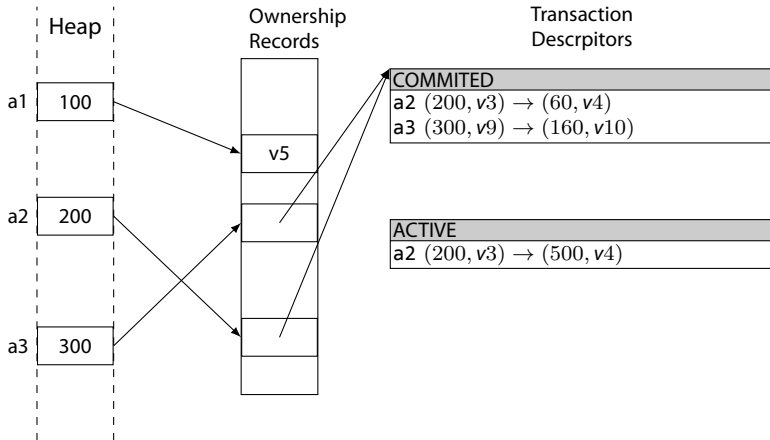 Heap
Ownership
Records
Transaction
Descrpitors
a1
100
v5
a2
200
a3
300
COMMITED
a2 (200, v3) → (60, v4)
a3 (300, v9) → (160, v10)
ACTIVE
a2 (200, v3) → (500, v4)